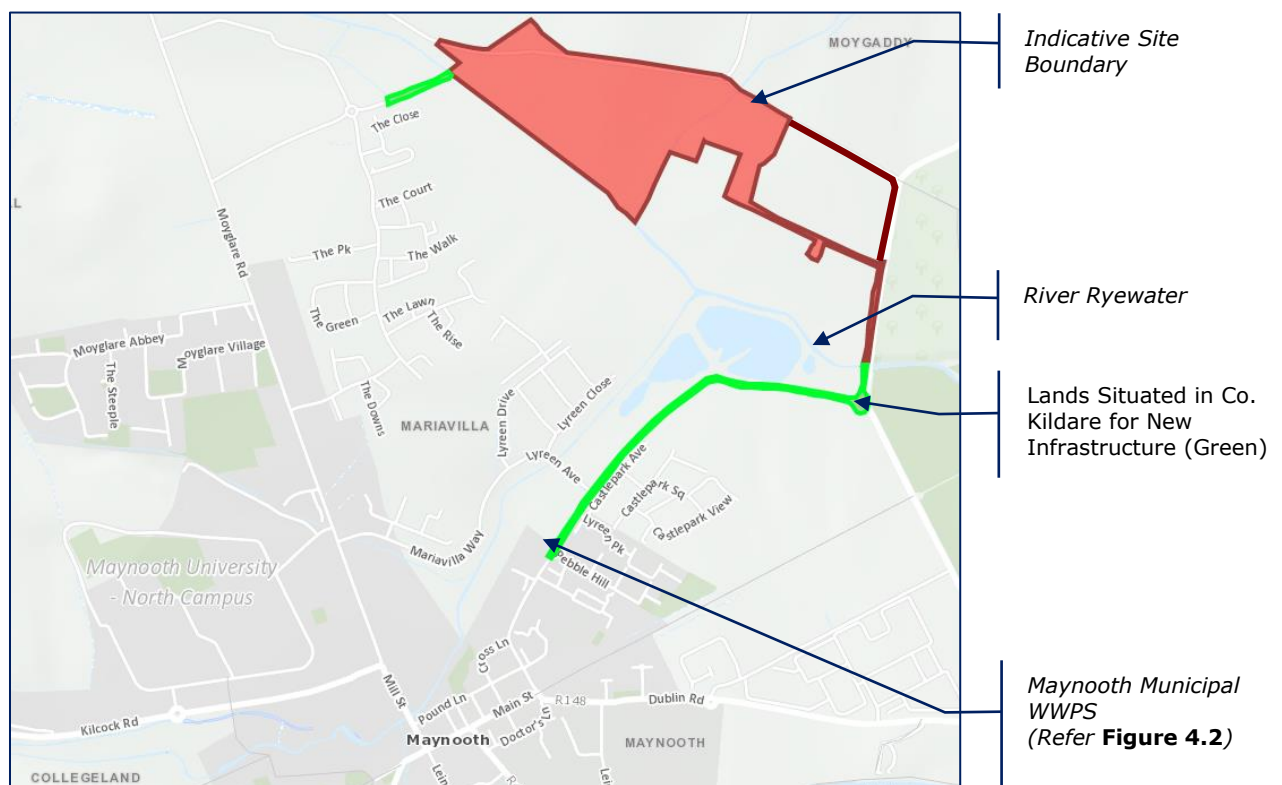 MOYGADDY
The Close
The Court
Moyglare Rd
The Pk
The Walk
The Lawn
The Green
The Rise
Moyglare Abbey
Moyglare Village
The Steeple
The Downs
MARIAVILLA
Lyreen Drive
Lyreen Close
Lyreen Ave
Castlepark Ave
Castlepark Sq
Castlepark View
Lyreen Pk
Mariavilla Way
Pebble Hill
Maynooth University
- North Campus
Cross Ln
Mill St
Pound Ln
Main St
R148
Dublin Rd
Kilcock Rd
Doctor's Ln
Maynooth
MAYNOOTH
Lein
Lein
COLLEGELAND
Indicative Site
Boundary
River Ryewater
Lands Situated in Co.
Kildare for New
Infrastructure (Green)
Maynooth Municipal
WWPS
(Refer Figure 4.2)